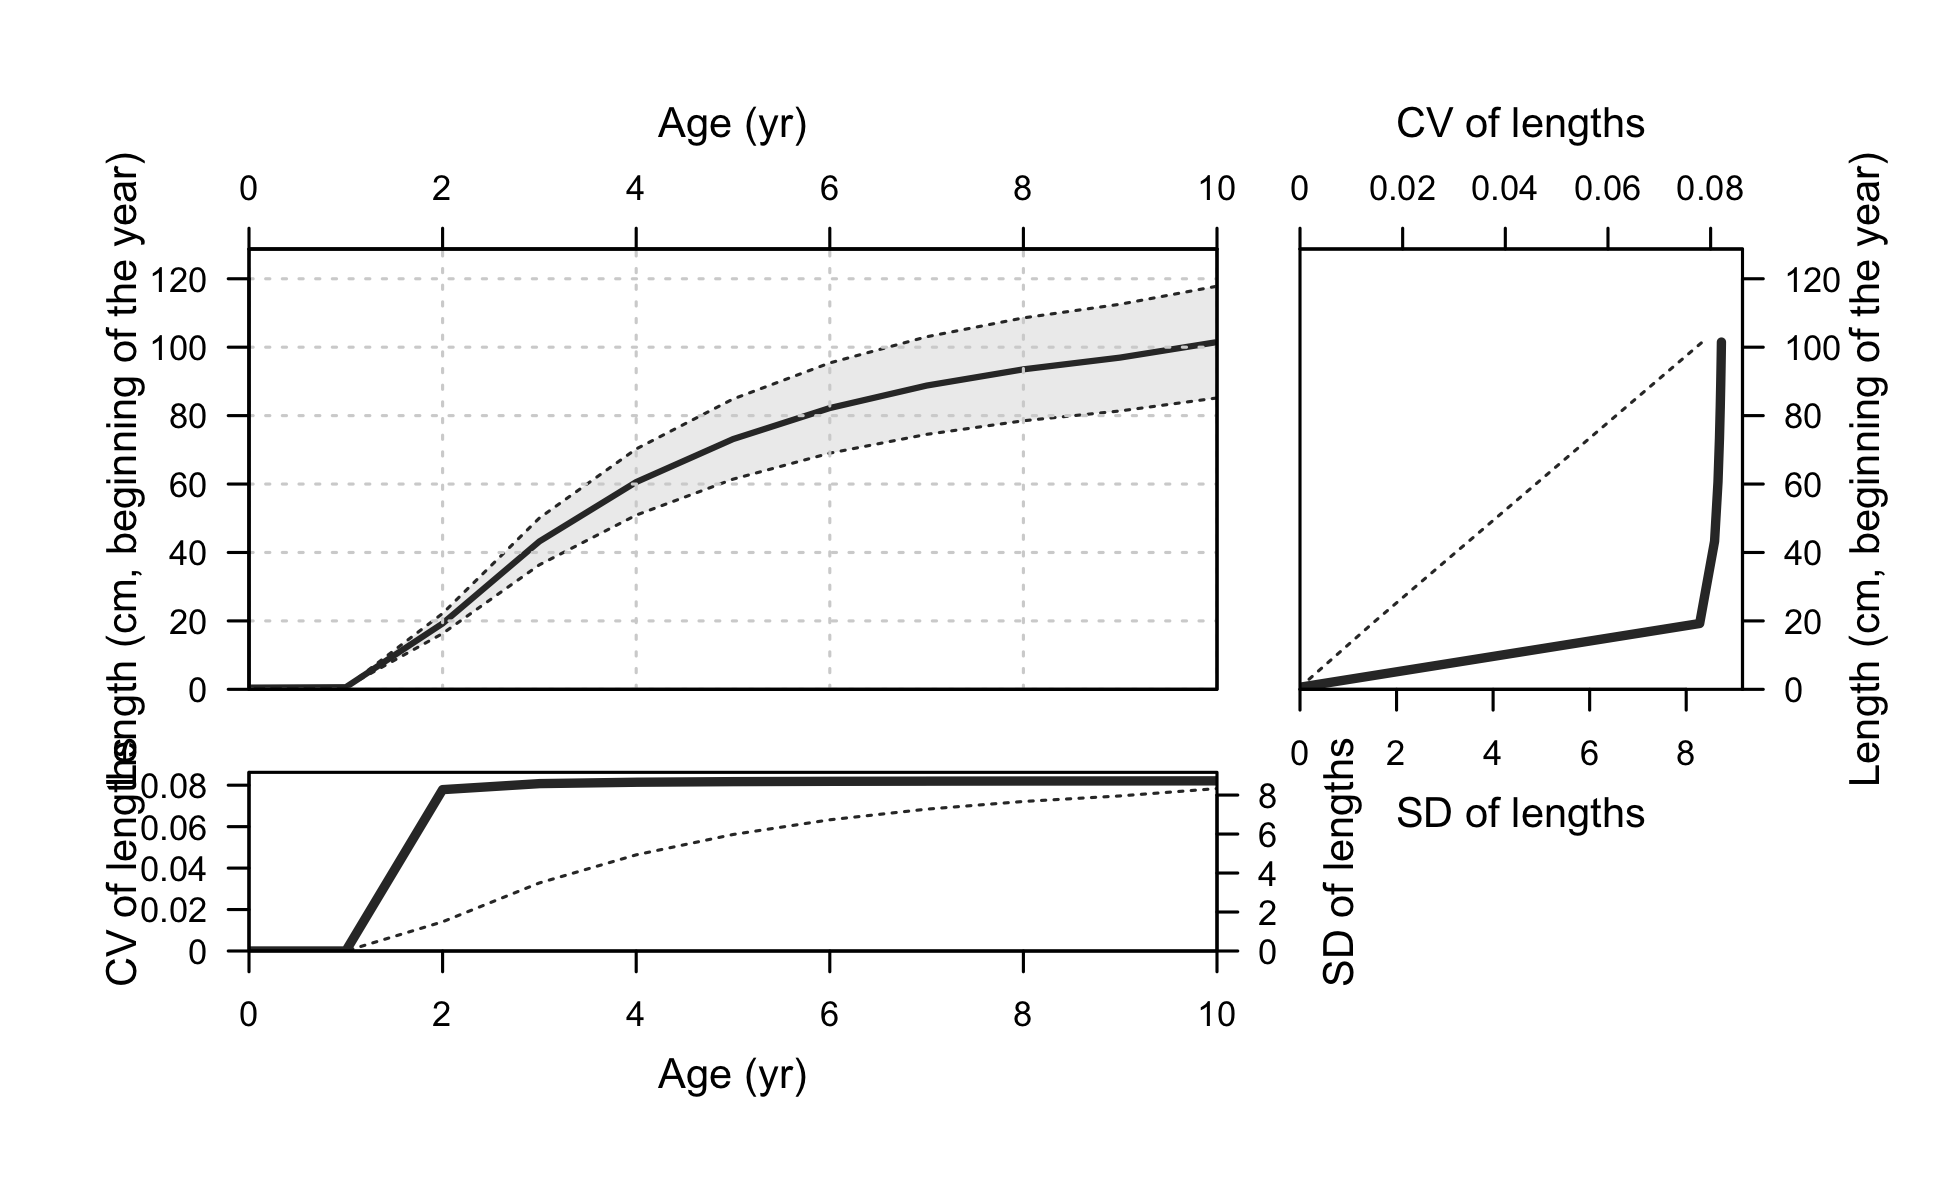 Age (yr)
CV of lengths
0 2 4 6 8 10
0 0.02 0.04 0.06 0.08
Length (cm, beginning of the year)
120
100
80
60
40
20
0
120
100
80
60
40
20
0
Length (cm, beginning of the year)
0 2 4 6 8
SD of lengths
CV of lengths
0.08
0.06
0.04
0.02
0
8
6
4
2
0
SD of lengths
0 2 4 6 8 10
Age (yr)